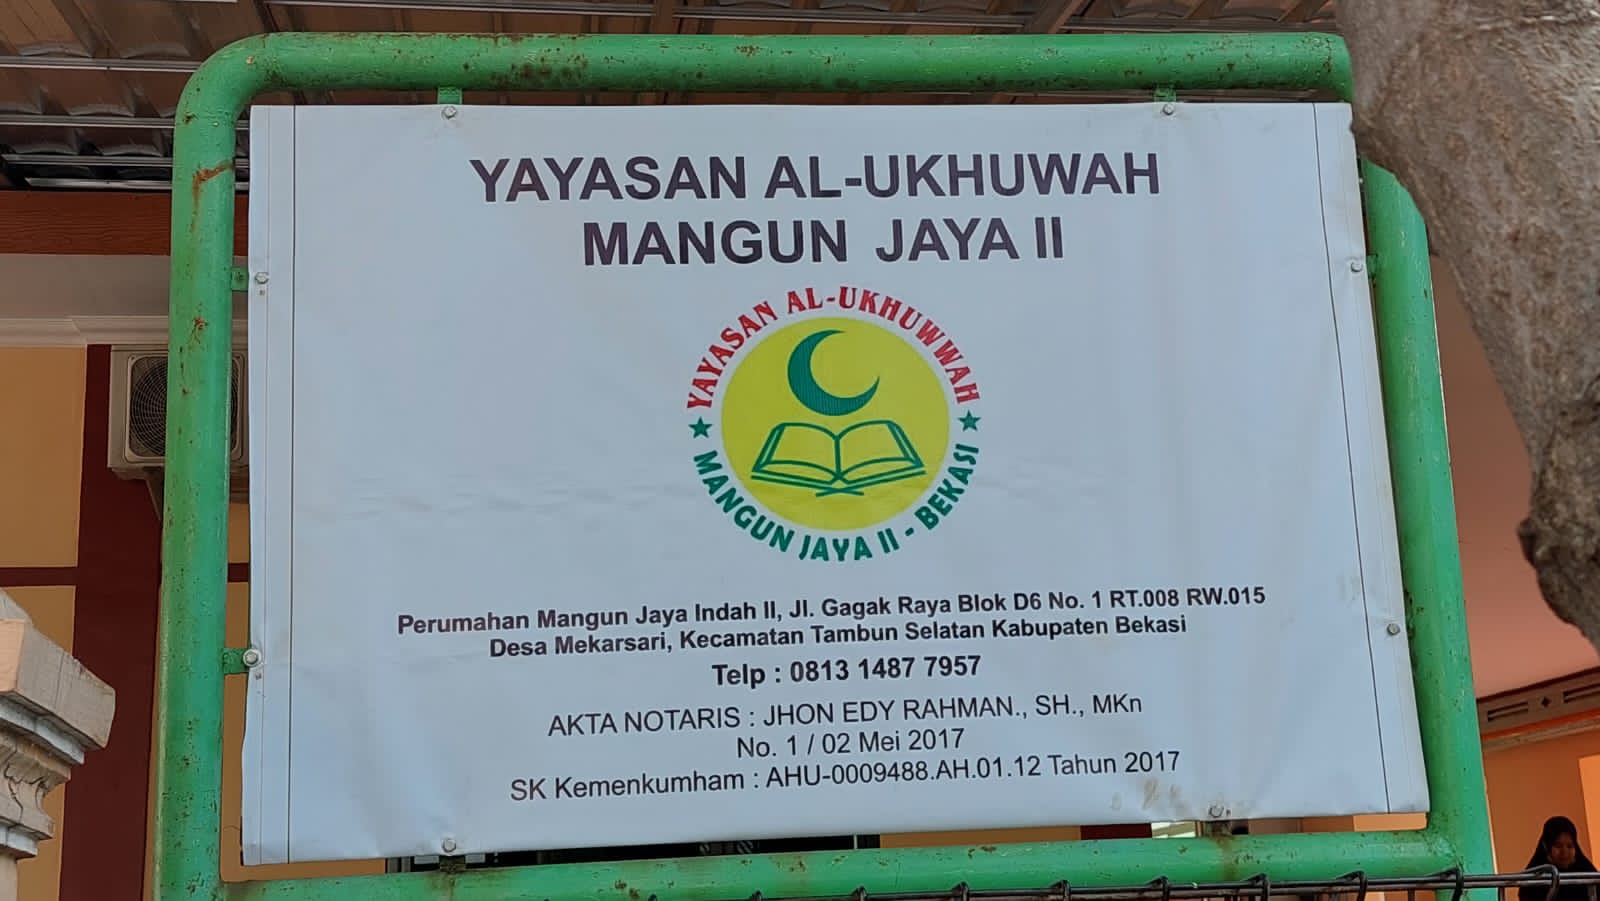 YAYASAN AL-UKHUWAH
MANGUN JAYA II
YAYASAN AL-UKHUWWAH
MANGUN JAYA II - BEKASI
Perumahan Mangun Jaya Indah II, Jl. Gagak Raya Blok D6 No. 1 RT.008 RW.015
Desa Mekarsari, Kecamatan Tambun Selatan Kabupaten Bekasi
Telp : 0813 1487 7957
AKTA NOTARIS : JHON EDY RAHMAN., SH., MKn
No. 1 / 02 Mei 2017
SK Kemenkumham : AHU-0009488.AH.01.12 Tahun 2017